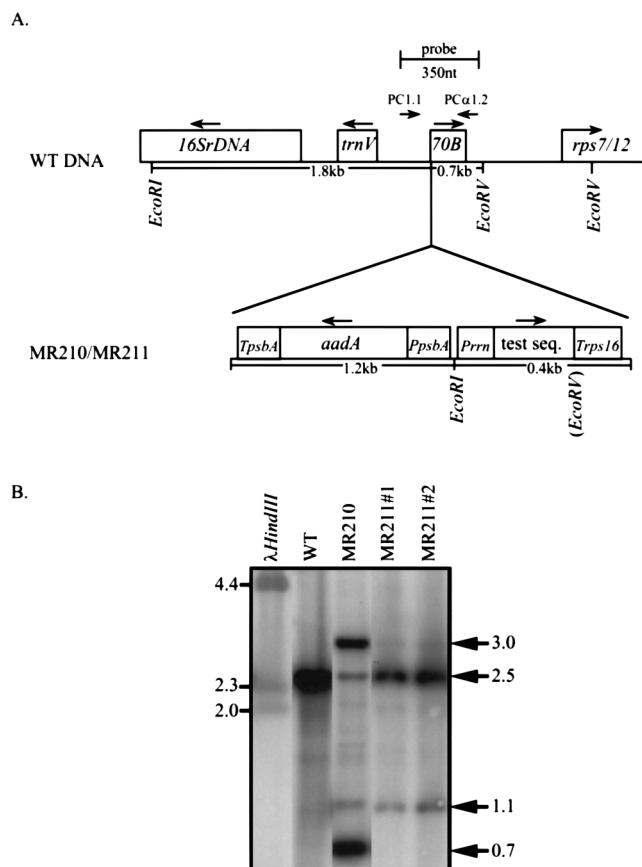 A.
probe
350nt
PC1.1
PCα1.2
16SrDNA
trnV
70B
rps7/12
WT DNA
1.8kb
0.7kb
EcoRI
EcoRV
EcoRV
TpsbA
aadA
PpsbA
Prrn
test seq.
Trps16
MR210/MR211
1.2kb
0.4kb
EcoRI
(EcoRV)
B.
λHindIII
WT
MR210
MR211#1
MR211#2
4.4
3.0
2.5
2.3
2.0
1.1
0.7